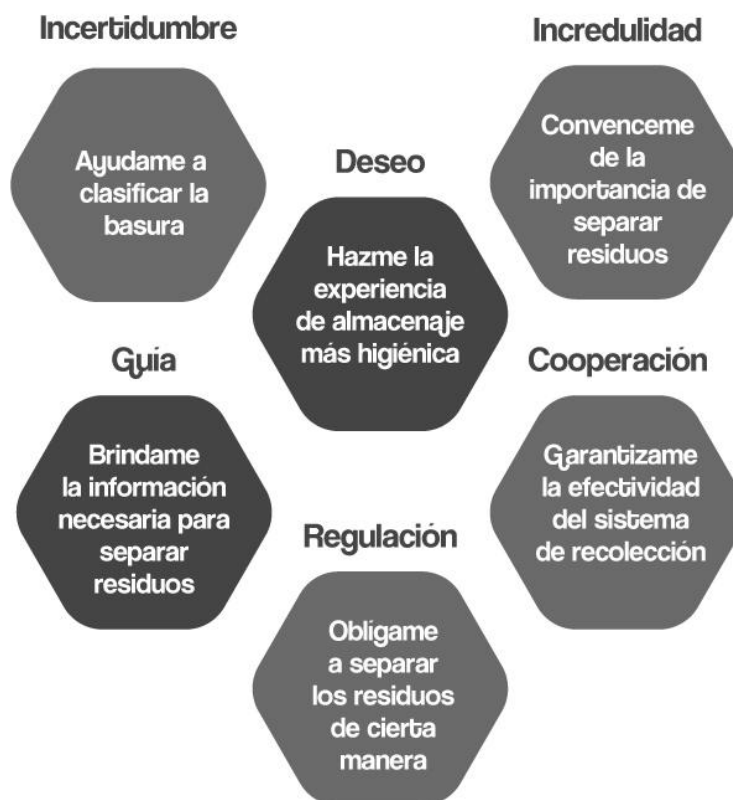 Incertidumbre
Ayudame a
clasificar la
basura
Incredulidad
Convenceme
de la
importancia de
separar
residuos
Deseo
Hazme la
experiencia
de almacenaje
más higiénica
Guía
Brindame
la información
necesaria para
separar
residuos
Cooperación
Garantizame
la efectividad
del sistema
de recolección
Regulación
Oblígame
a separar
los residuos
de cierta
manera